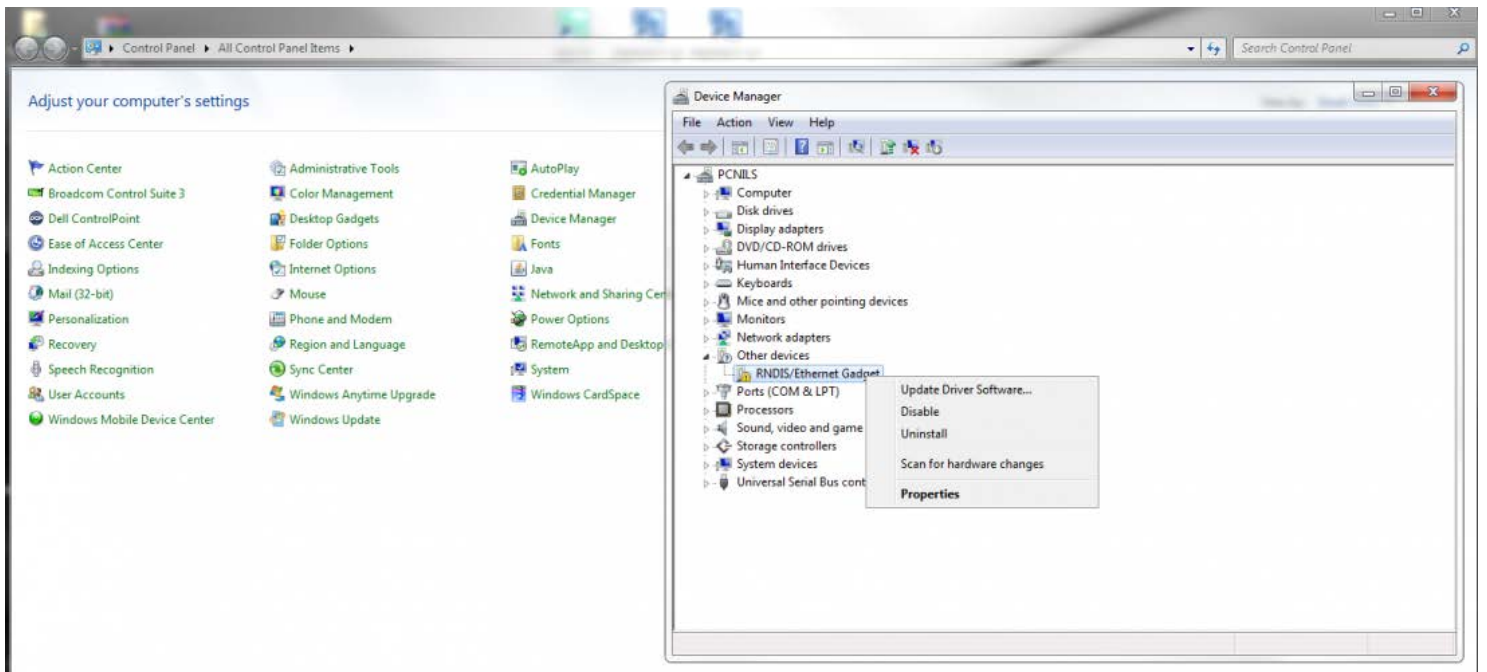 Control Panel ▸ All Control Panel Items ▸
Search Control Panel
Adjust your computer's settings
Action Center
Administrative Tools
AutoPlay
Broadcom Control Suite 3
Color Management
Credential Manager
Dell ControlPoint
Desktop Gadgets
Device Manager
Ease of Access Center
Folder Options
Fonts
Indexing Options
Internet Options
Java
Mail (32-bit)
Mouse
Network and Sharing Cen
Personalization
Phone and Modem
Power Options
Recovery
Region and Language
RemoteApp and Desktop
Speech Recognition
Sync Center
System
User Accounts
Windows Anytime Upgrade
Windows CardSpace
Windows Mobile Device Center
Windows Update
Device Manager
File Action View Help
PCNILS
Computer
Disk drives
Display adapters
DVD/CD-ROM drives
Human Interface Devices
Keyboards
Mice and other pointing devices
Monitors
Network adapters
Other devices
RNDIS/Ethernet Gadget
Ports (COM & LPT)
Processors
Sound, video and game
Storage controllers
System devices
Universal Serial Bus cont
Update Driver Software...
Disable
Uninstall
Scan for hardware changes
Properties